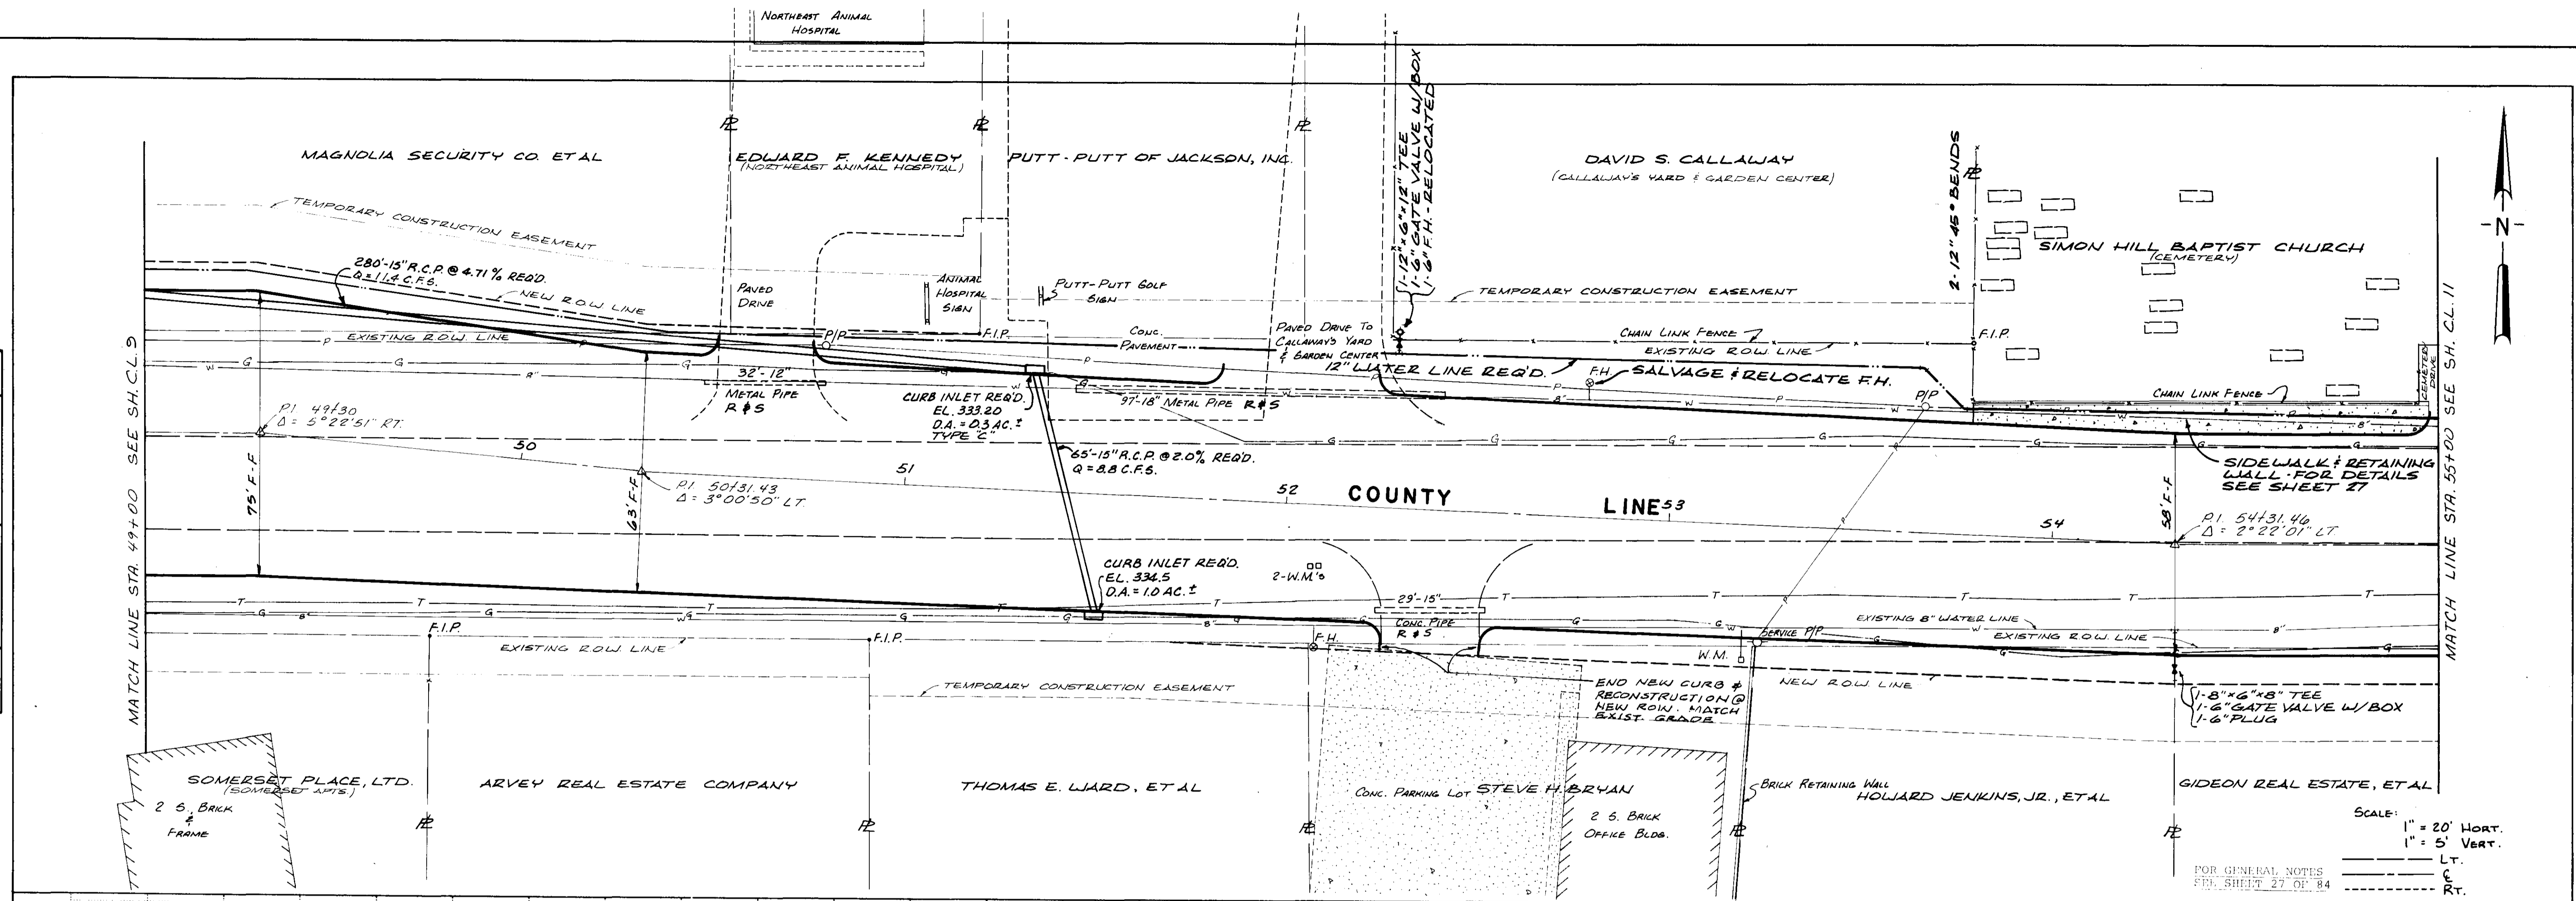 NORTHEAST ANIMAL
HOSPITAL
MAGNOLIA SECURITY CO. ET AL
EDWARD F. KENNEDY
(NORTHEAST ANIMAL HOSPITAL)
PUTT-PUTT OF JACKSON, INC.
1-12"x6"x12" TEE
1-6" GATE VALVE W/BOX
1-6" F.H.-RELOCATED
DAVID S. CALLAWAY
(CALLAWAY'S YARD & GARDEN CENTER)
2-12" 45° BENDS
SIMON HILL BAPTIST CHURCH
(CEMETERY)
-N-
TEMPORARY CONSTRUCTION EASEMENT
280'-15" R.C.P. @ 4.71% REQ'D.
Q = 11.4 C.F.S.
NEW R.O.W. LINE
EXISTING R.O.W. LINE
PAVED
DRIVE
ANIMAL
HOSPITAL
SIGN
PUTT-PUTT GOLF
SIGN
TEMPORARY CONSTRUCTION EASEMENT
P/P
F.I.P.
CONC.
PAVEMENT
PAVED DRIVE TO
CALLAWAY'S YARD
& GARDEN CENTER
CHAIN LINK FENCE
EXISTING R.O.W. LINE
12" WATER LINE REQ'D.
F.H.
SALVAGE & RELOCATE F.H.
F.I.P.
P/P
CHAIN LINK FENCE
CEMETERY
DRIVE
32'-12"
METAL PIPE
R & S
CURB INLET REQ'D.
EL. 333.20
D.A. = 0.3 AC. ±
TYPE "C"
97'-18" METAL PIPE R & S
P.I. 49+30
Δ = 5°22'51" RT.
75' F-F
50
63' F-F
P.I. 50+31.43
Δ = 3°00'50" LT.
51
65'-15" R.C.P. @ 2.0% REQ'D.
Q = 8.8 C.F.S.
52
COUNTY LINE
53
54
58' F-F
P.I. 54+31.46
Δ = 2°22'01" LT.
SIDEWALK & RETAINING
WALL-FOR DETAILS
SEE SHEET 27
MATCH LINE STA. 49+00 SEE SH. C.L. 9
MATCH LINE STA. 55+00 SEE SH. C.L. 11
CURB INLET REQ'D.
EL. 334.5
D.A. = 1.0 AC. ±
2-W.M.'s
29'-15"
CONC. PIPE
R & S
F.I.P.
EXISTING R.O.W. LINE
F.I.P.
F.H.
W.M.
SERVICE P/P
EXISTING 8" WATER LINE
EXISTING R.O.W. LINE
NEW R.O.W. LINE
TEMPORARY CONSTRUCTION EASEMENT
END NEW CURB &
RECONSTRUCTION @
NEW R.O.W. MATCH
EXIST. GRADE
1-8"x6"x8" TEE
1-6" GATE VALVE W/BOX
1-6" PLUG
SOMERSET PLACE, LTD.
(SOMERSET APTS.)
2 S. BRICK
&
FRAME
ARVEY REAL ESTATE COMPANY
THOMAS E. WARD, ET AL
CONC. PARKING LOT
STEVE H. BRYAN
2 S. BRICK
OFFICE BLDG.
BRICK RETAINING WALL
HOWARD JENKINS, JR., ET AL
GIDEON REAL ESTATE, ET AL
SCALE:
1" = 20' HORT.
1" = 5' VERT.
LT.
℄
RT.
FOR GENERAL NOTES
SEE SHEET 27 OF 84